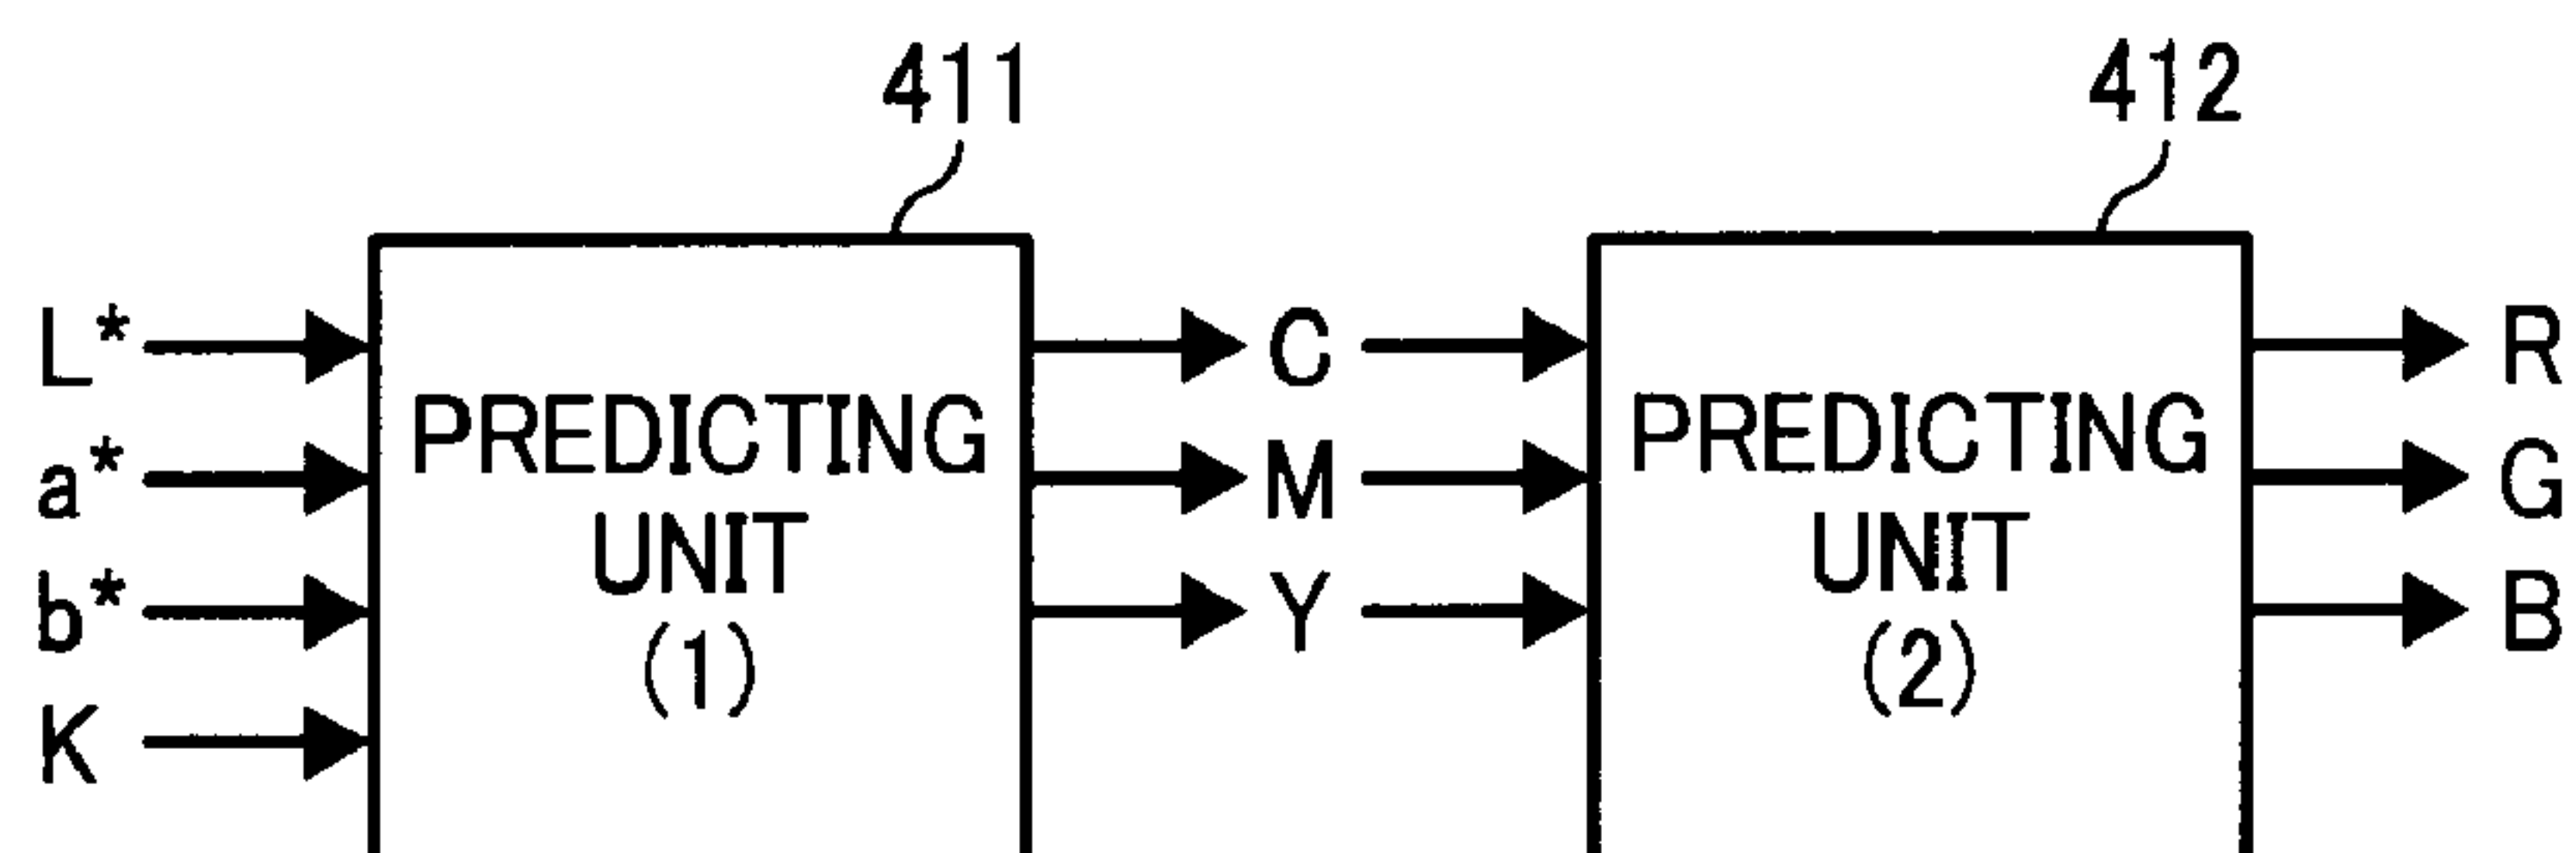 411
412
L*
a*
b*
K
PREDICTING
UNIT
(1)
C
M
Y
PREDICTING
UNIT
(2)
R
G
B